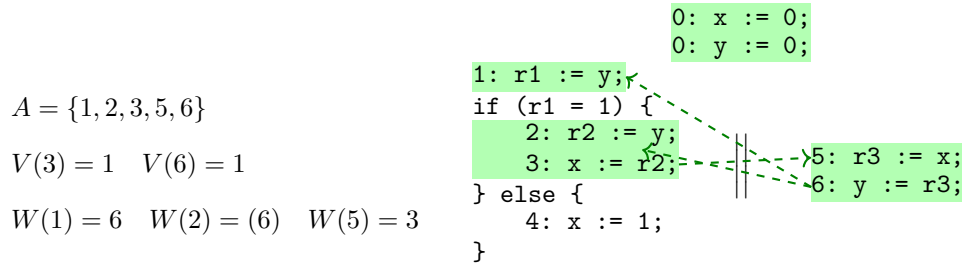 A = {1, 2, 3, 5, 6}
V(3) = 1 V(6) = 1
W(1) = 6 W(2) = (6) W(5) = 3
0: x := 0;
0: y := 0;
1: r1 := y;
if (r1 = 1) {
2: r2 := y;
3: x := r2;
} else {
4: x := 1;
}
||
5: r3 := x;
6: y := r3;